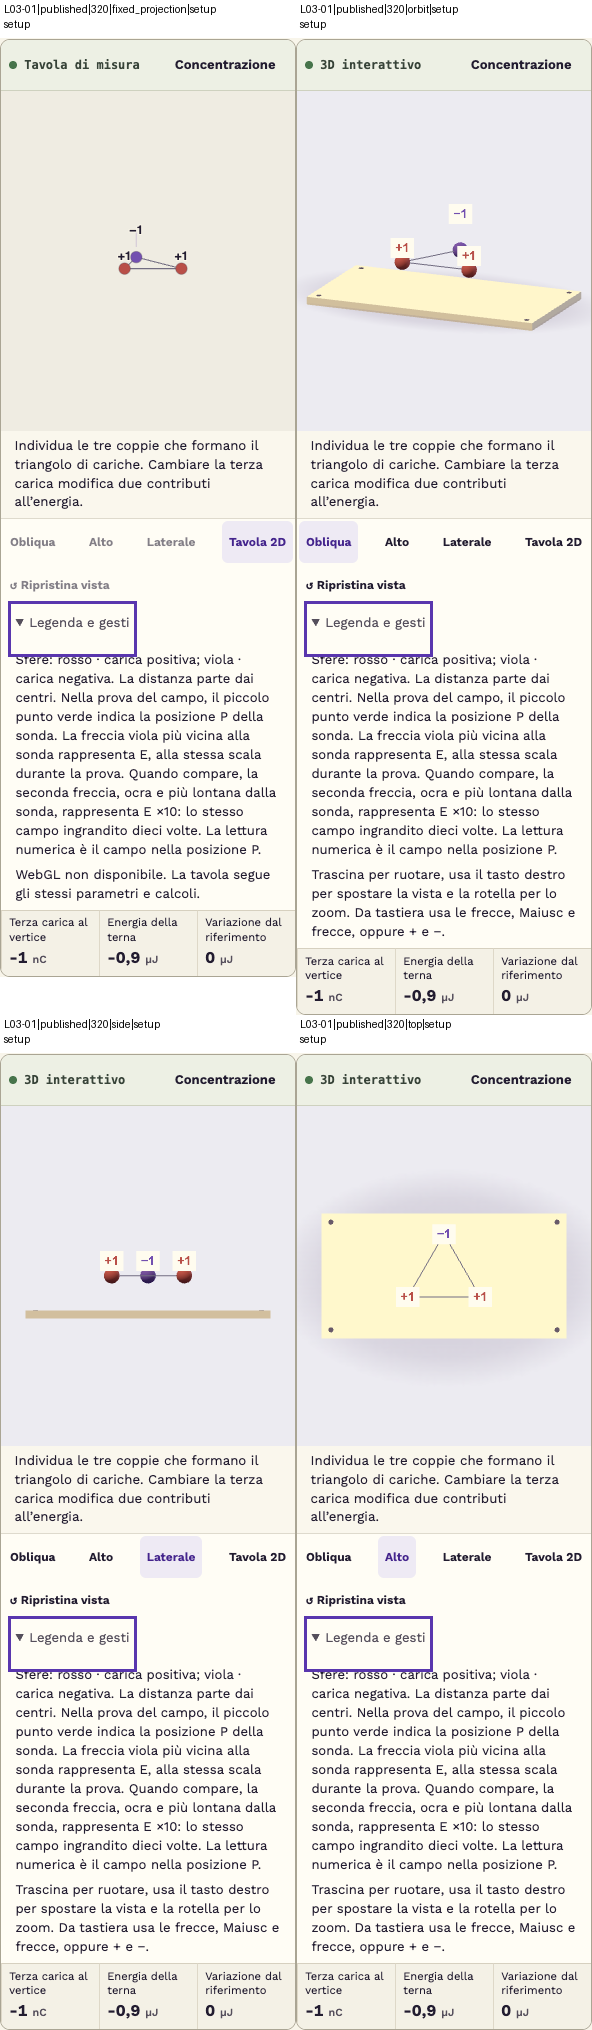 L03-01|published|320|fixed_projection|setup
setup
Tavola di misura
Concentrazione
−1
+1
+1
Individua le tre coppie che formano il
triangolo di cariche. Cambiare la terza
carica modifica due contributi
all’energia.
Obliqua
Alto
Laterale
Tavola 2D
↺ Ripristina vista
▼ Legenda e gesti
Sfere: rosso · carica positiva; viola ·
carica negativa. La distanza parte dai
centri. Nella prova del campo, il piccolo
punto verde indica la posizione P della
sonda. La freccia viola più vicina alla
sonda rappresenta E, alla stessa scala
durante la prova. Quando compare, la
seconda freccia, ocra e più lontana dalla
sonda, rappresenta E ×10: lo stesso
campo ingrandito dieci volte. La lettura
numerica è il campo nella posizione P.
WebGL non disponibile. La tavola segue
gli stessi parametri e calcoli.
Terza carica al
vertice
-1 nC
Energia della
terna
-0,9 μJ
Variazione dal
riferimento
0 μJ
L03-01|published|320|orbit|setup
setup
3D interattivo
Concentrazione
−1
+1
+1
Individua le tre coppie che formano il
triangolo di cariche. Cambiare la terza
carica modifica due contributi
all’energia.
Obliqua
Alto
Laterale
Tavola 2D
↺ Ripristina vista
▼ Legenda e gesti
Sfere: rosso · carica positiva; viola ·
carica negativa. La distanza parte dai
centri. Nella prova del campo, il piccolo
punto verde indica la posizione P della
sonda. La freccia viola più vicina alla
sonda rappresenta E, alla stessa scala
durante la prova. Quando compare, la
seconda freccia, ocra e più lontana dalla
sonda, rappresenta E ×10: lo stesso
campo ingrandito dieci volte. La lettura
numerica è il campo nella posizione P.
Trascina per ruotare, usa il tasto destro
per spostare la vista e la rotella per lo
zoom. Da tastiera usa le frecce, Maiusc e
frecce, oppure + e −.
Terza carica al
vertice
-1 nC
Energia della
terna
-0,9 μJ
Variazione dal
riferimento
0 μJ
L03-01|published|320|side|setup
setup
3D interattivo
Concentrazione
+1
−1
+1
Individua le tre coppie che formano il
triangolo di cariche. Cambiare la terza
carica modifica due contributi
all’energia.
Obliqua
Alto
Laterale
Tavola 2D
↺ Ripristina vista
▼ Legenda e gesti
Sfere: rosso · carica positiva; viola ·
carica negativa. La distanza parte dai
centri. Nella prova del campo, il piccolo
punto verde indica la posizione P della
sonda. La freccia viola più vicina alla
sonda rappresenta E, alla stessa scala
durante la prova. Quando compare, la
seconda freccia, ocra e più lontana dalla
sonda, rappresenta E ×10: lo stesso
campo ingrandito dieci volte. La lettura
numerica è il campo nella posizione P.
Trascina per ruotare, usa il tasto destro
per spostare la vista e la rotella per lo
zoom. Da tastiera usa le frecce, Maiusc e
frecce, oppure + e −.
Terza carica al
vertice
-1 nC
Energia della
terna
-0,9 μJ
Variazione dal
riferimento
0 μJ
L03-01|published|320|top|setup
setup
3D interattivo
Concentrazione
−1
+1
+1
Individua le tre coppie che formano il
triangolo di cariche. Cambiare la terza
carica modifica due contributi
all’energia.
Obliqua
Alto
Laterale
Tavola 2D
↺ Ripristina vista
▼ Legenda e gesti
Sfere: rosso · carica positiva; viola ·
carica negativa. La distanza parte dai
centri. Nella prova del campo, il piccolo
punto verde indica la posizione P della
sonda. La freccia viola più vicina alla
sonda rappresenta E, alla stessa scala
durante la prova. Quando compare, la
seconda freccia, ocra e più lontana dalla
sonda, rappresenta E ×10: lo stesso
campo ingrandito dieci volte. La lettura
numerica è il campo nella posizione P.
Trascina per ruotare, usa il tasto destro
per spostare la vista e la rotella per lo
zoom. Da tastiera usa le frecce, Maiusc e
frecce, oppure + e −.
Terza carica al
vertice
-1 nC
Energia della
terna
-0,9 μJ
Variazione dal
riferimento
0 μJ